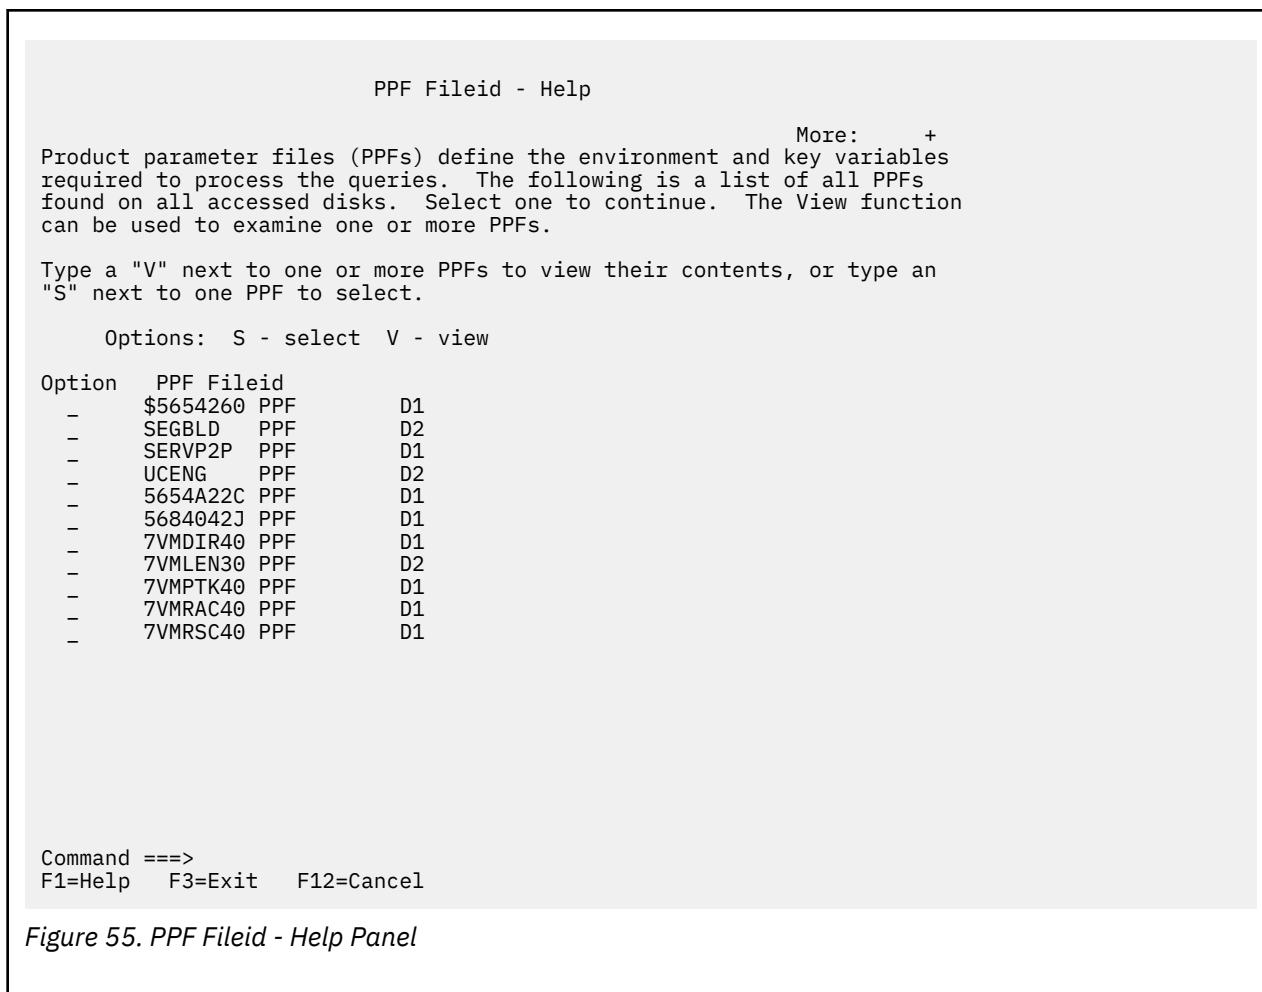 PPF Fileid - Help
More:     +
Product parameter files (PPFs) define the environment and key variables
required to process the queries.  The following is a list of all PPFs
found on all accessed disks.  Select one to continue.  The View function
can be used to examine one or more PPFs.
Type a "V" next to one or more PPFs to view their contents, or type an
"S" next to one PPF to select.
Options:  S - select  V - view
Option   PPF Fileid
_     $5654260 PPF        D1
_     SEGBLD   PPF        D2
_     SERVP2P  PPF        D1
_     UCENG    PPF        D2
_     5654A22C PPF        D1
_     5684042J PPF        D1
_     7VMDIR40 PPF        D1
_     7VMLEN30 PPF        D2
_     7VMPTK40 PPF        D1
_     7VMRAC40 PPF        D1
_     7VMRSC40 PPF        D1
Command ===>
F1=Help   F3=Exit   F12=Cancel
Figure 55. PPF Fileid - Help Panel